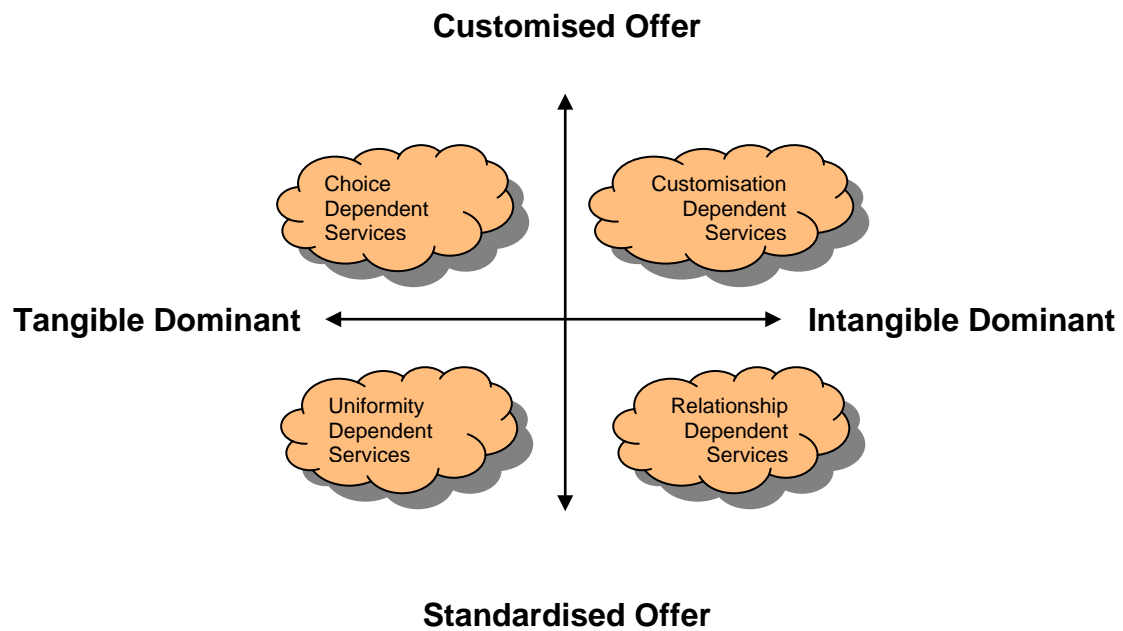 Customised Offer
Choice
Dependent
Services
Customisation
Dependent
Services
Tangible Dominant
Intangible Dominant
Uniformity
Dependent
Services
Relationship
Dependent
Services
Standardised Offer